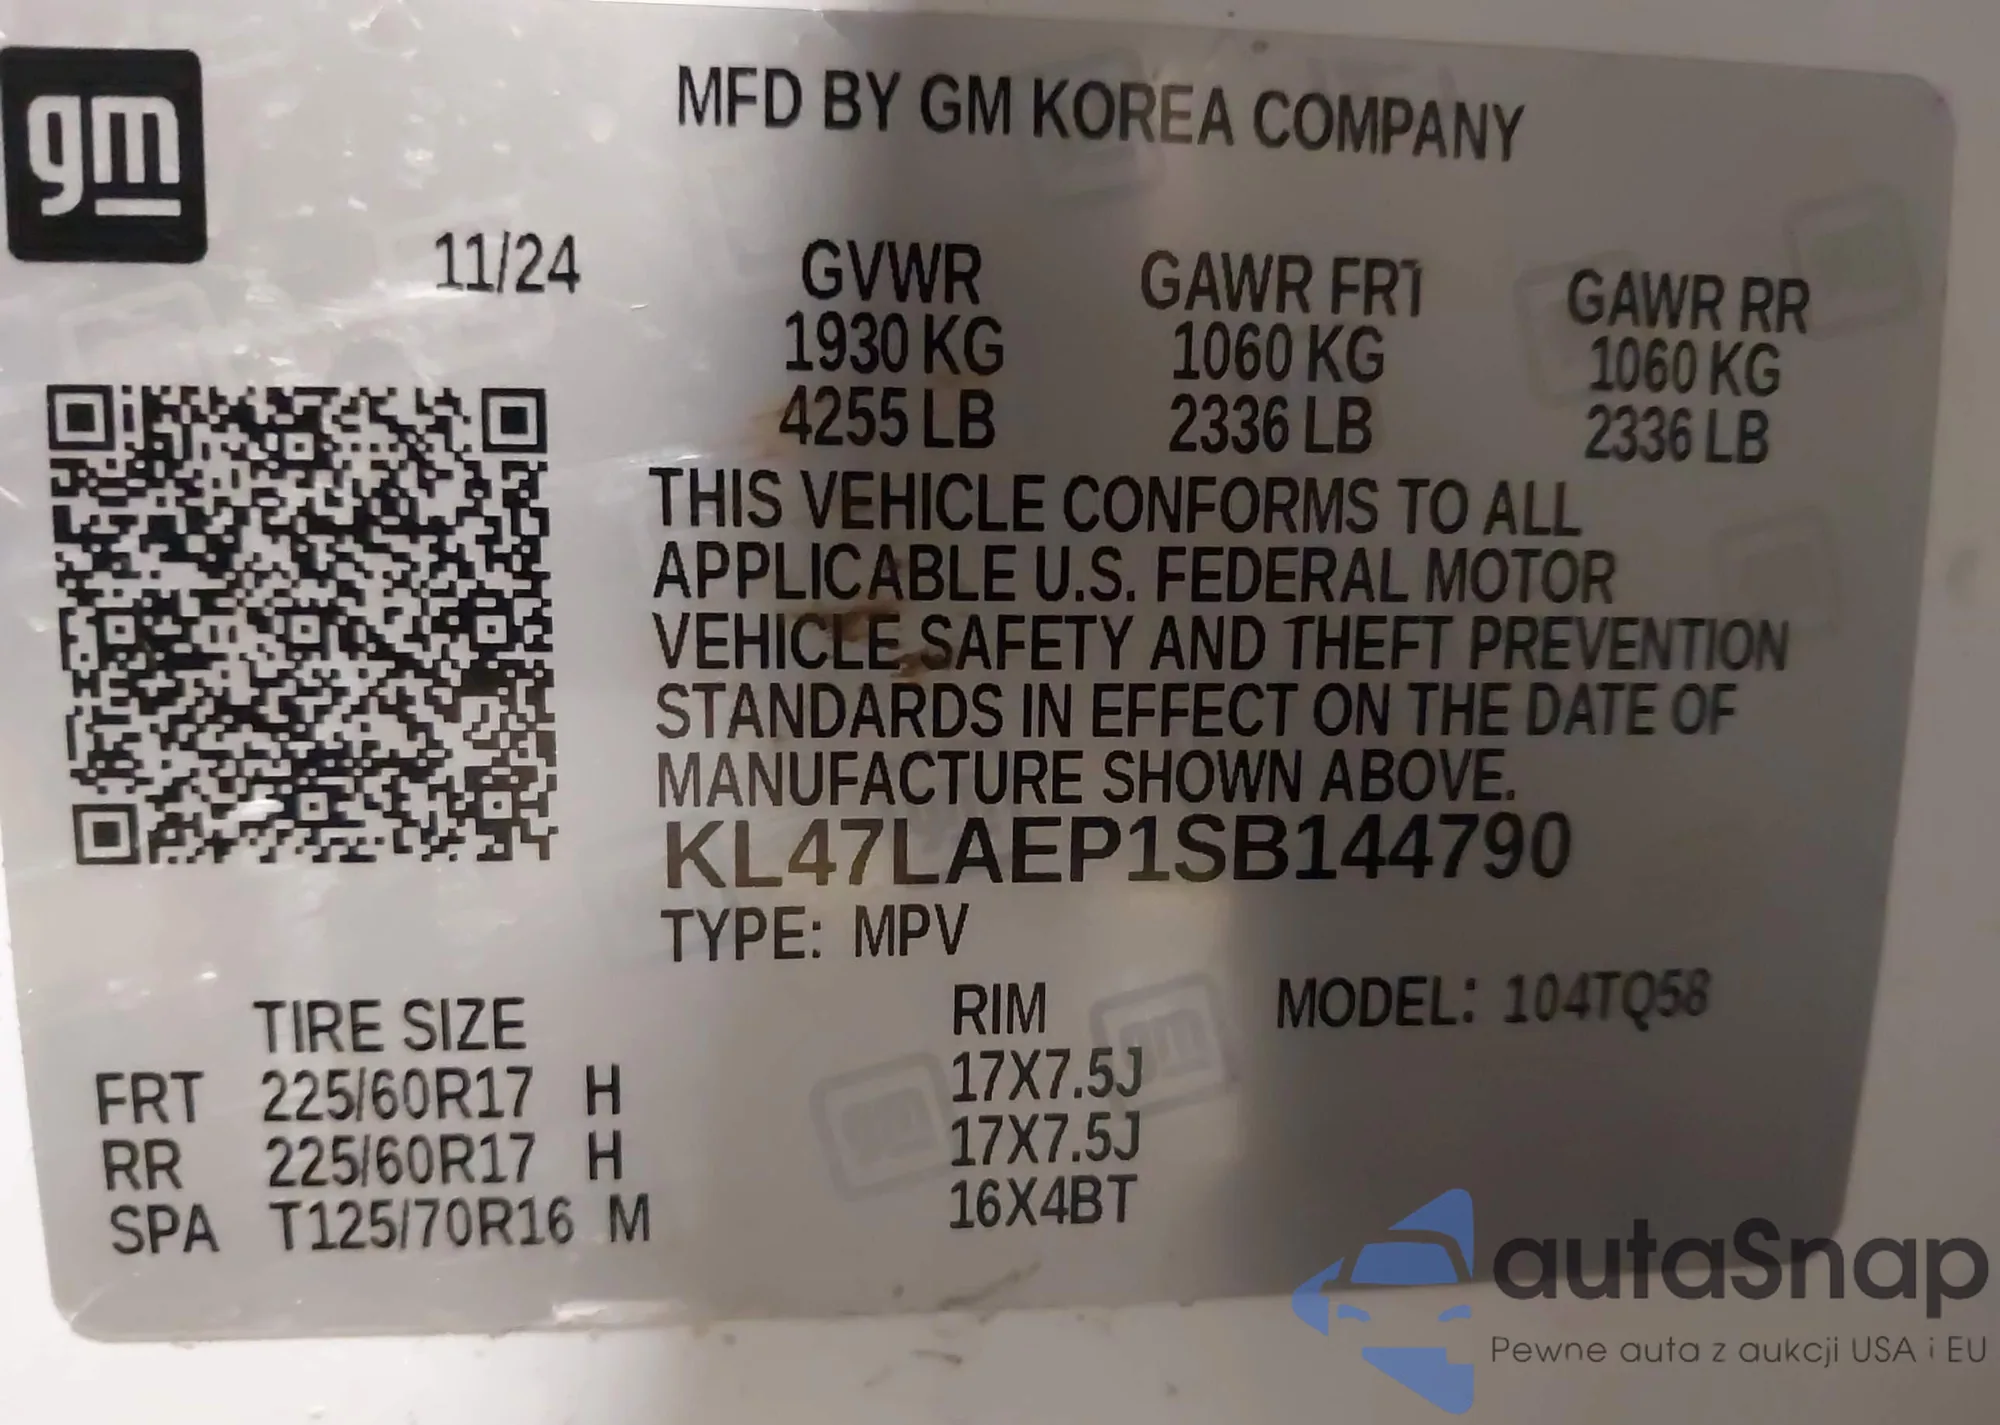 gm
MFD BY GM KOREA COMPANY
11/24
GVWR GAWR FRT GAWR RR
1930 KG 1060 KG 1060 KG
4255 LB 2336 LB 2336 LB
THIS VEHICLE CONFORMS TO ALL
APPLICABLE U.S. FEDERAL MOTOR
VEHICLE SAFETY AND THEFT PREVENTION
STANDARDS IN EFFECT ON THE DATE OF
MANUFACTURE SHOWN ABOVE.
KL47LAEP1SB144790
TYPE: MPV
TIRE SIZE RIM MODEL: 104TQ58
FRT 225/60R17 H 17X7.5J
RR 225/60R17 H 17X7.5J
SPA T125/70R16 M 16X4BT
autaSnap
Pewne auta z aukcji USA i EU